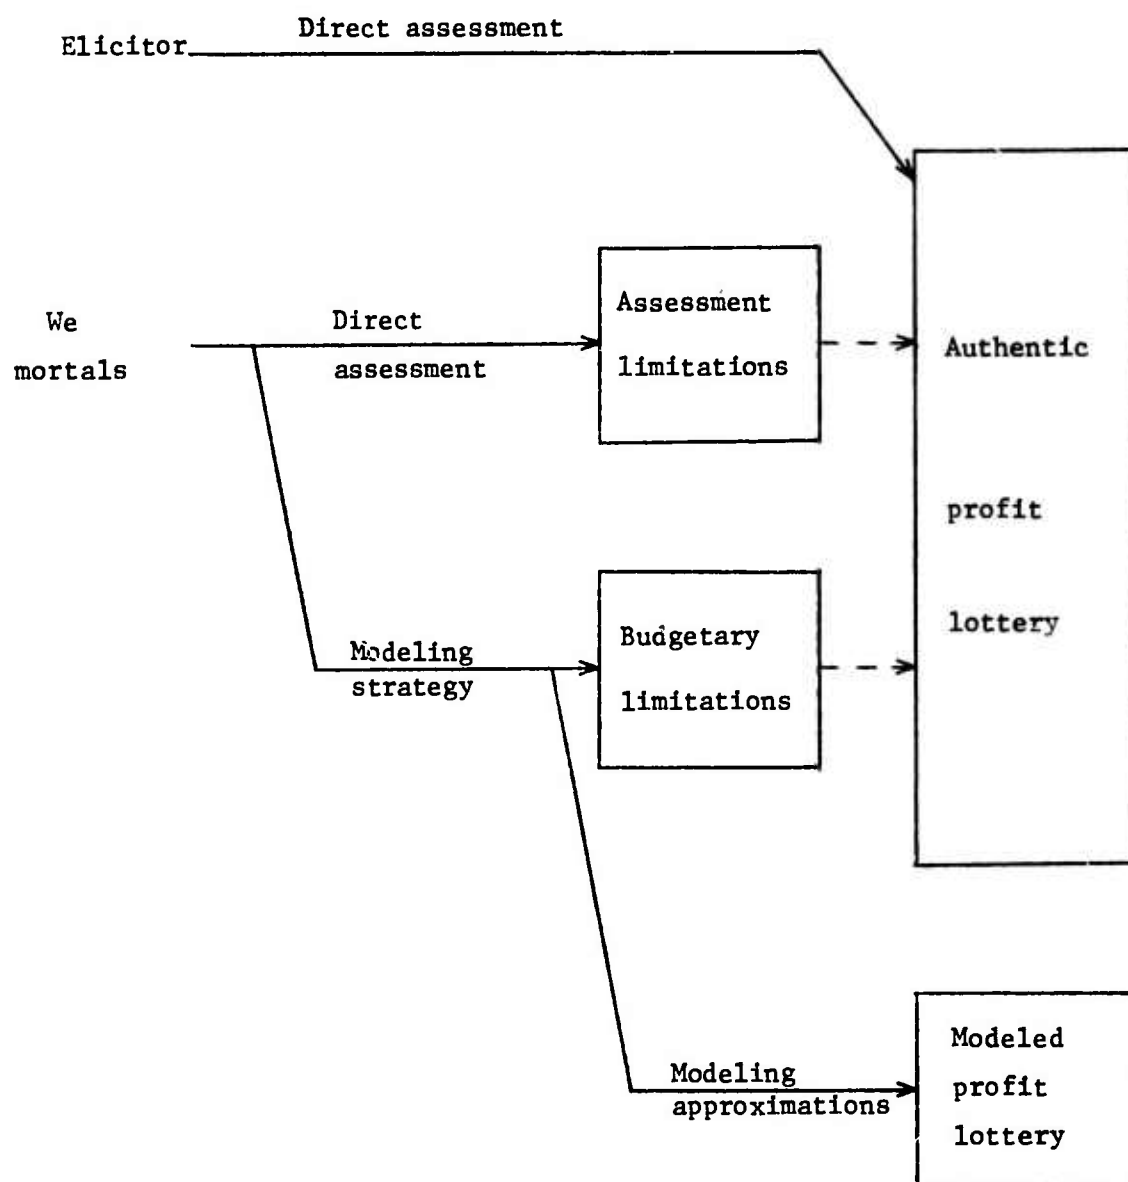 Direct assessment
Elicitor
We
mortals
Direct
assessment
Assessment
limitations
Authentic
profit
lottery
Modeling
strategy
Budgetary
limitations
Modeling
approximations
Modeled
profit
lottery